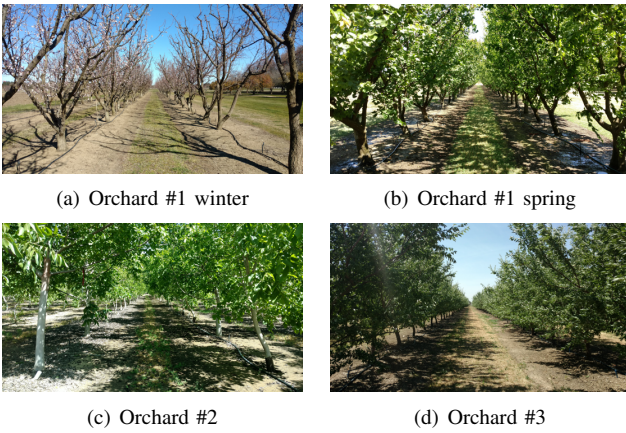 (a) Orchard #1 winter
(b) Orchard #1 spring
(c) Orchard #2
(d) Orchard #3